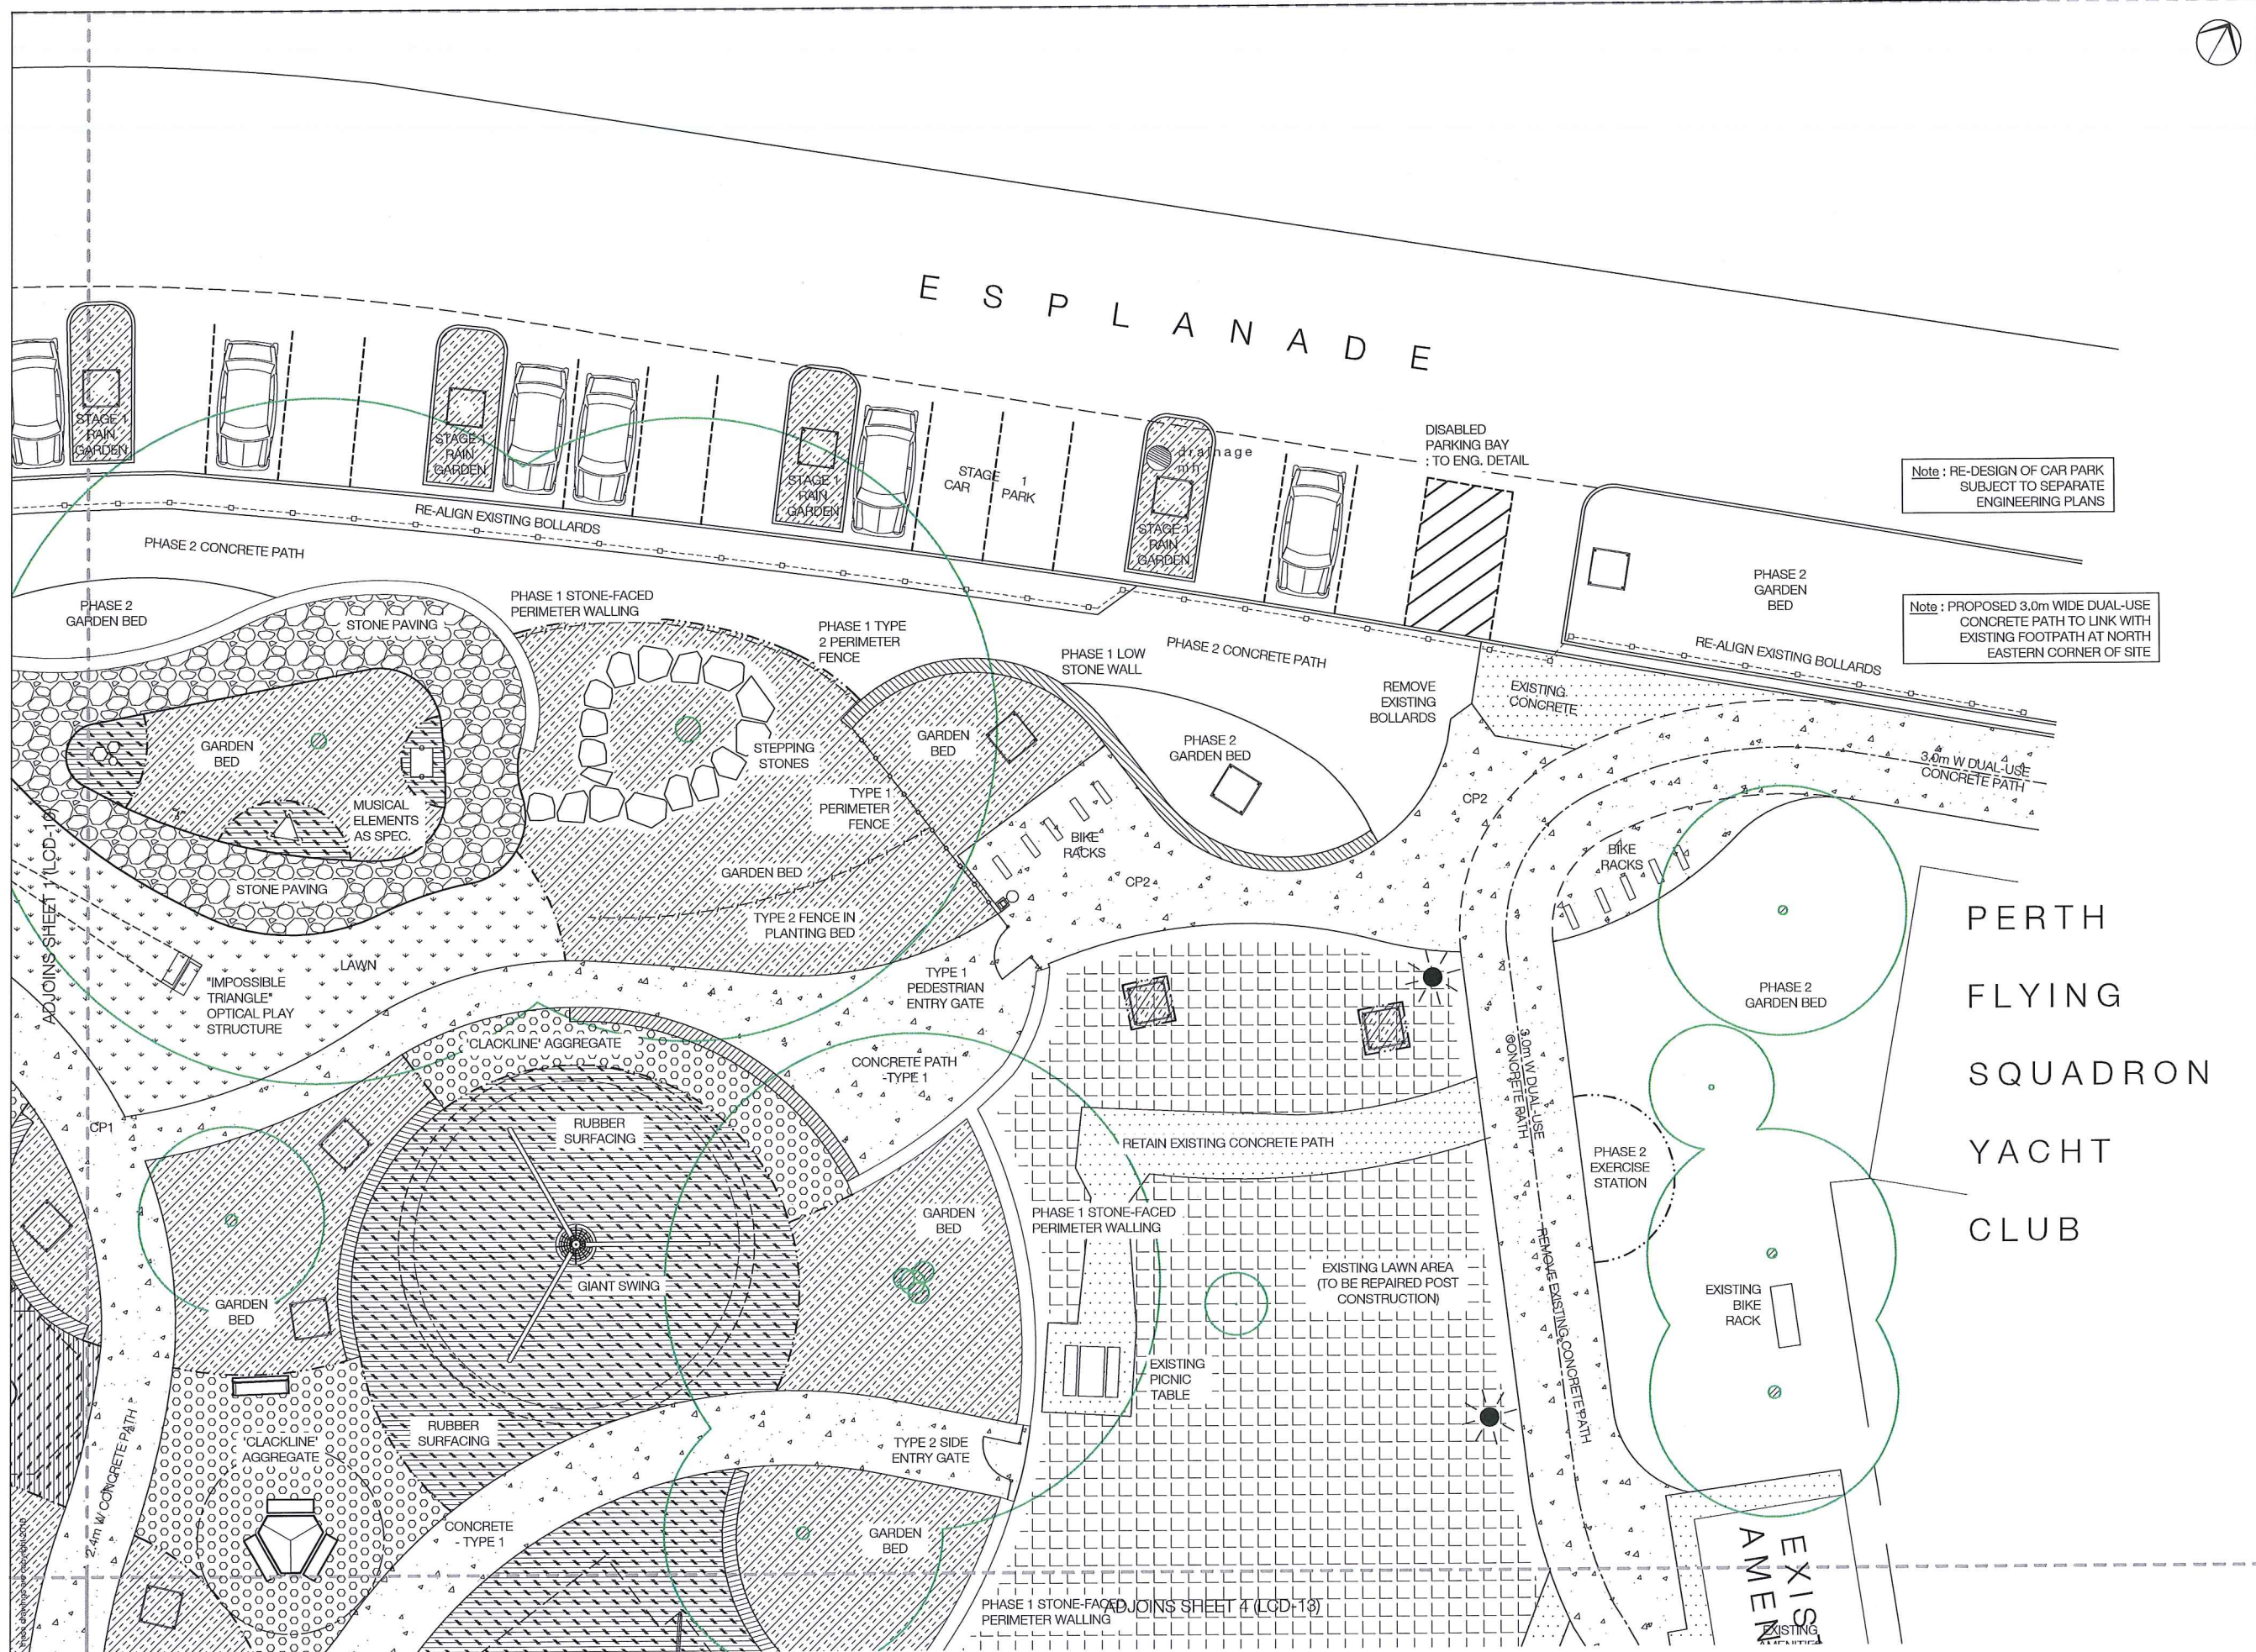 ESPLANADE
STAGE 1
RAIN
GARDEN
STAGE 1
RAIN
GARDEN
STAGE 1
RAIN
GARDEN
STAGE 1
CAR PARK
drainage
mh
STAGE 1
RAIN
GARDEN
DISABLED
PARKING BAY
: TO ENG. DETAIL
Note : RE-DESIGN OF CAR PARK
SUBJECT TO SEPARATE
ENGINEERING PLANS
RE-ALIGN EXISTING BOLLARDS
PHASE 2 CONCRETE PATH
PHASE 2
GARDEN BED
STONE PAVING
PHASE 1 STONE-FACED
PERIMETER WALLING
PHASE 1 TYPE
2 PERIMETER
FENCE
PHASE 1 LOW
STONE WALL
PHASE 2 CONCRETE PATH
PHASE 2
GARDEN
BED
Note : PROPOSED 3.0m WIDE DUAL-USE
CONCRETE PATH TO LINK WITH
EXISTING FOOTPATH AT NORTH
EASTERN CORNER OF SITE
RE-ALIGN EXISTING BOLLARDS
REMOVE
EXISTING
BOLLARDS
EXISTING
CONCRETE
GARDEN
BED
MUSICAL
ELEMENTS
AS SPEC.
STEPPING
STONES
GARDEN
BED
TYPE 1
PERIMETER
FENCE
PHASE 2
GARDEN BED
3.0m W DUAL-USE
CONCRETE PATH
CP2
BIKE
RACKS
BIKE
RACKS
CP2
STONE PAVING
GARDEN BED
TYPE 2 FENCE IN
PLANTING BED
ADJOINS SHEET 1 (LCD-10)
LAWN
"IMPOSSIBLE
TRIANGLE"
OPTICAL PLAY
STRUCTURE
TYPE 1
PEDESTRIAN
ENTRY GATE
PHASE 2
GARDEN BED
PERTH
FLYING
SQUADRON
YACHT
CLUB
'CLACKLINE' AGGREGATE
CONCRETE PATH
-TYPE 1
3.0m W DUAL-USE
CONCRETE PATH
CP1
RUBBER
SURFACING
RETAIN EXISTING CONCRETE PATH
PHASE 2
EXERCISE
STATION
GARDEN
BED
PHASE 1 STONE-FACED
PERIMETER WALLING
GIANT SWING
EXISTING LAWN AREA
(TO BE REPAIRED POST
CONSTRUCTION)
REMOVE EXISTING CONCRETE PATH
EXISTING
BIKE
RACK
GARDEN
BED
EXISTING
PICNIC
TABLE
RUBBER
SURFACING
'CLACKLINE'
AGGREGATE
TYPE 2 SIDE
ENTRY GATE
2.4m W CONCRETE PATH
CONCRETE
- TYPE 1
GARDEN
BED
PHASE 1 STONE-FACED
PERIMETER WALLING
ADJOINS SHEET 4 (LCD-13)
EXIS
AMEN
EXISTING